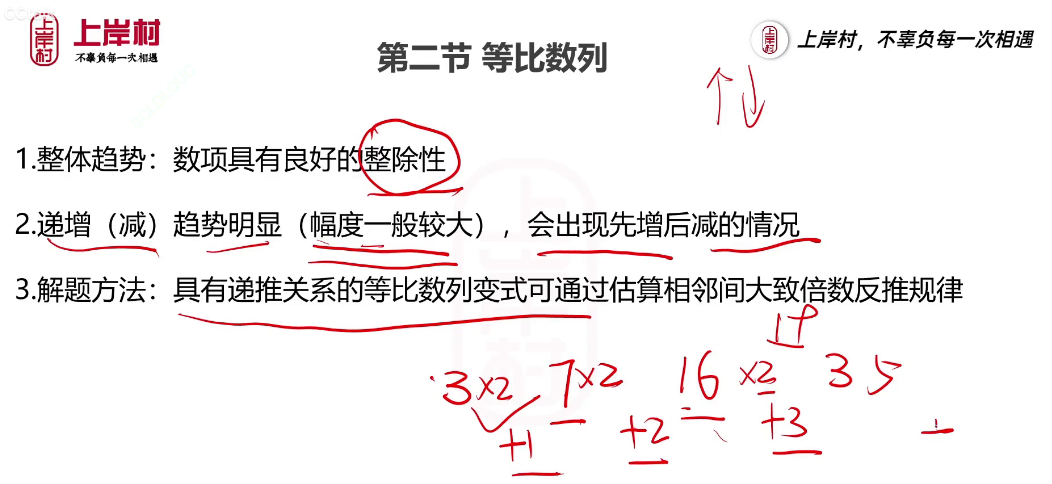 上岸村
不辜负每一次相遇
上岸村
第二节 等比数列
上岸村，不辜负每一次相遇
1.整体趋势：数项具有良好的整除性
2.递增（减）趋势明显（幅度一般较大），会出现先增后减的情况
3.解题方法：具有递推关系的等比数列变式可通过估算相邻间大致倍数反推规律
3 ×2 7 ×2 16 ×2 35
+1 +2 +3